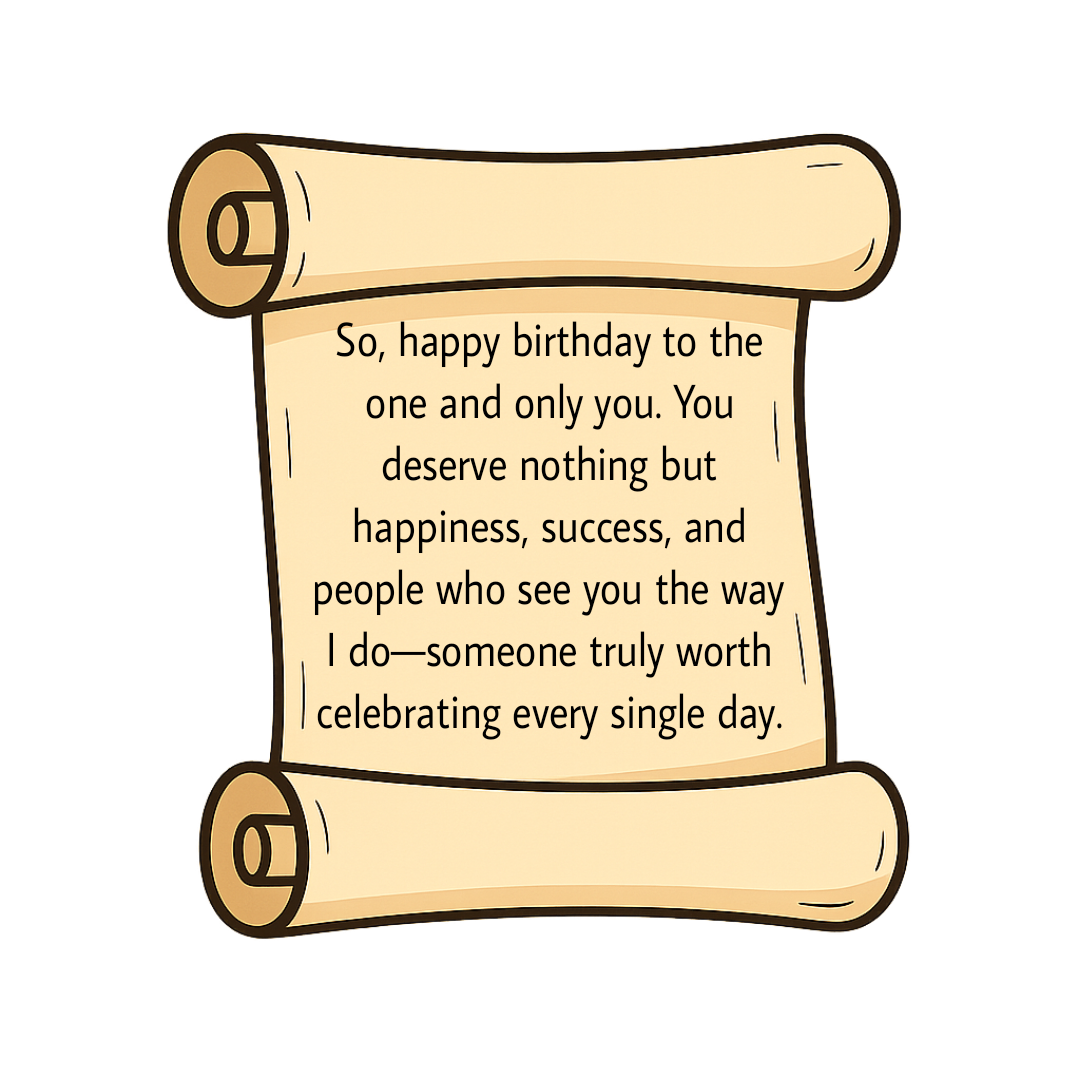 So, happy birthday to the
one and only you. You
deserve nothing but
happiness, success, and
people who see you the way
I do—someone truly worth
celebrating every single day.